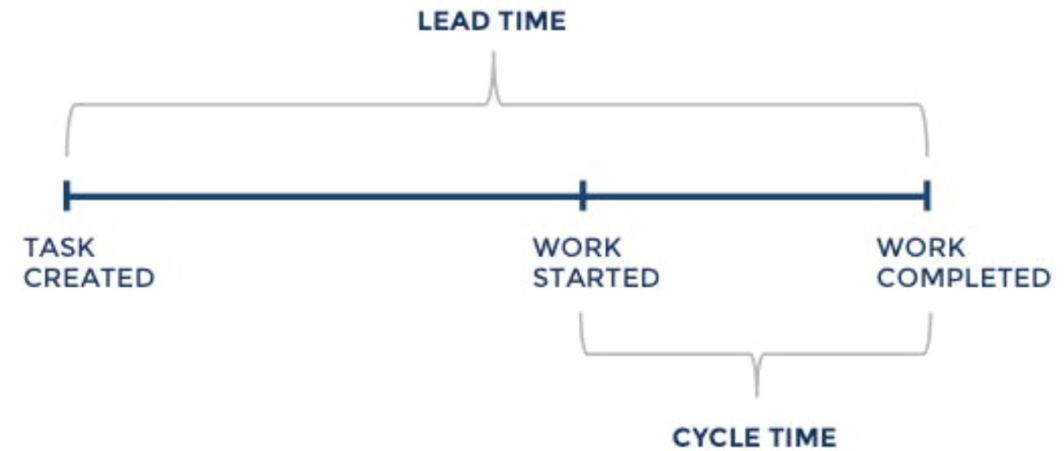 LEAD TIME
TASK
CREATED
WORK
STARTED
WORK
COMPLETED
CYCLE TIME